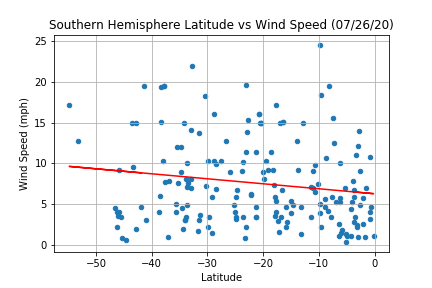 Southern Hemisphere Latitude vs Wind Speed (07/26/20)
25
20
15
10
5
0
Wind Speed (mph)
−50 −40 −30 −20 −10 0
Latitude